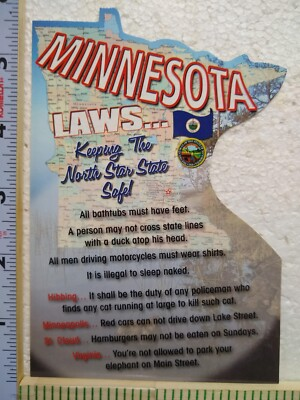 MINNESOTA
LAWS...
Keeping The
North Star State
Safe!
All bathtubs must have feet.
A person may not cross state lines
with a duck atop his head.
All men driving motorcycles must wear shirts.
It is illegal to sleep naked.
Hibbing... It shall be the duty of any policeman who
finds any cat running at large to kill such cat.
Minneapolis... Red cars can not drive down Lake Street.
St. Cloud... Hamburgers may not be eaten on Sundays.
Virginia... You're not allowed to park your
elephant on Main Street.
2
3
4
5